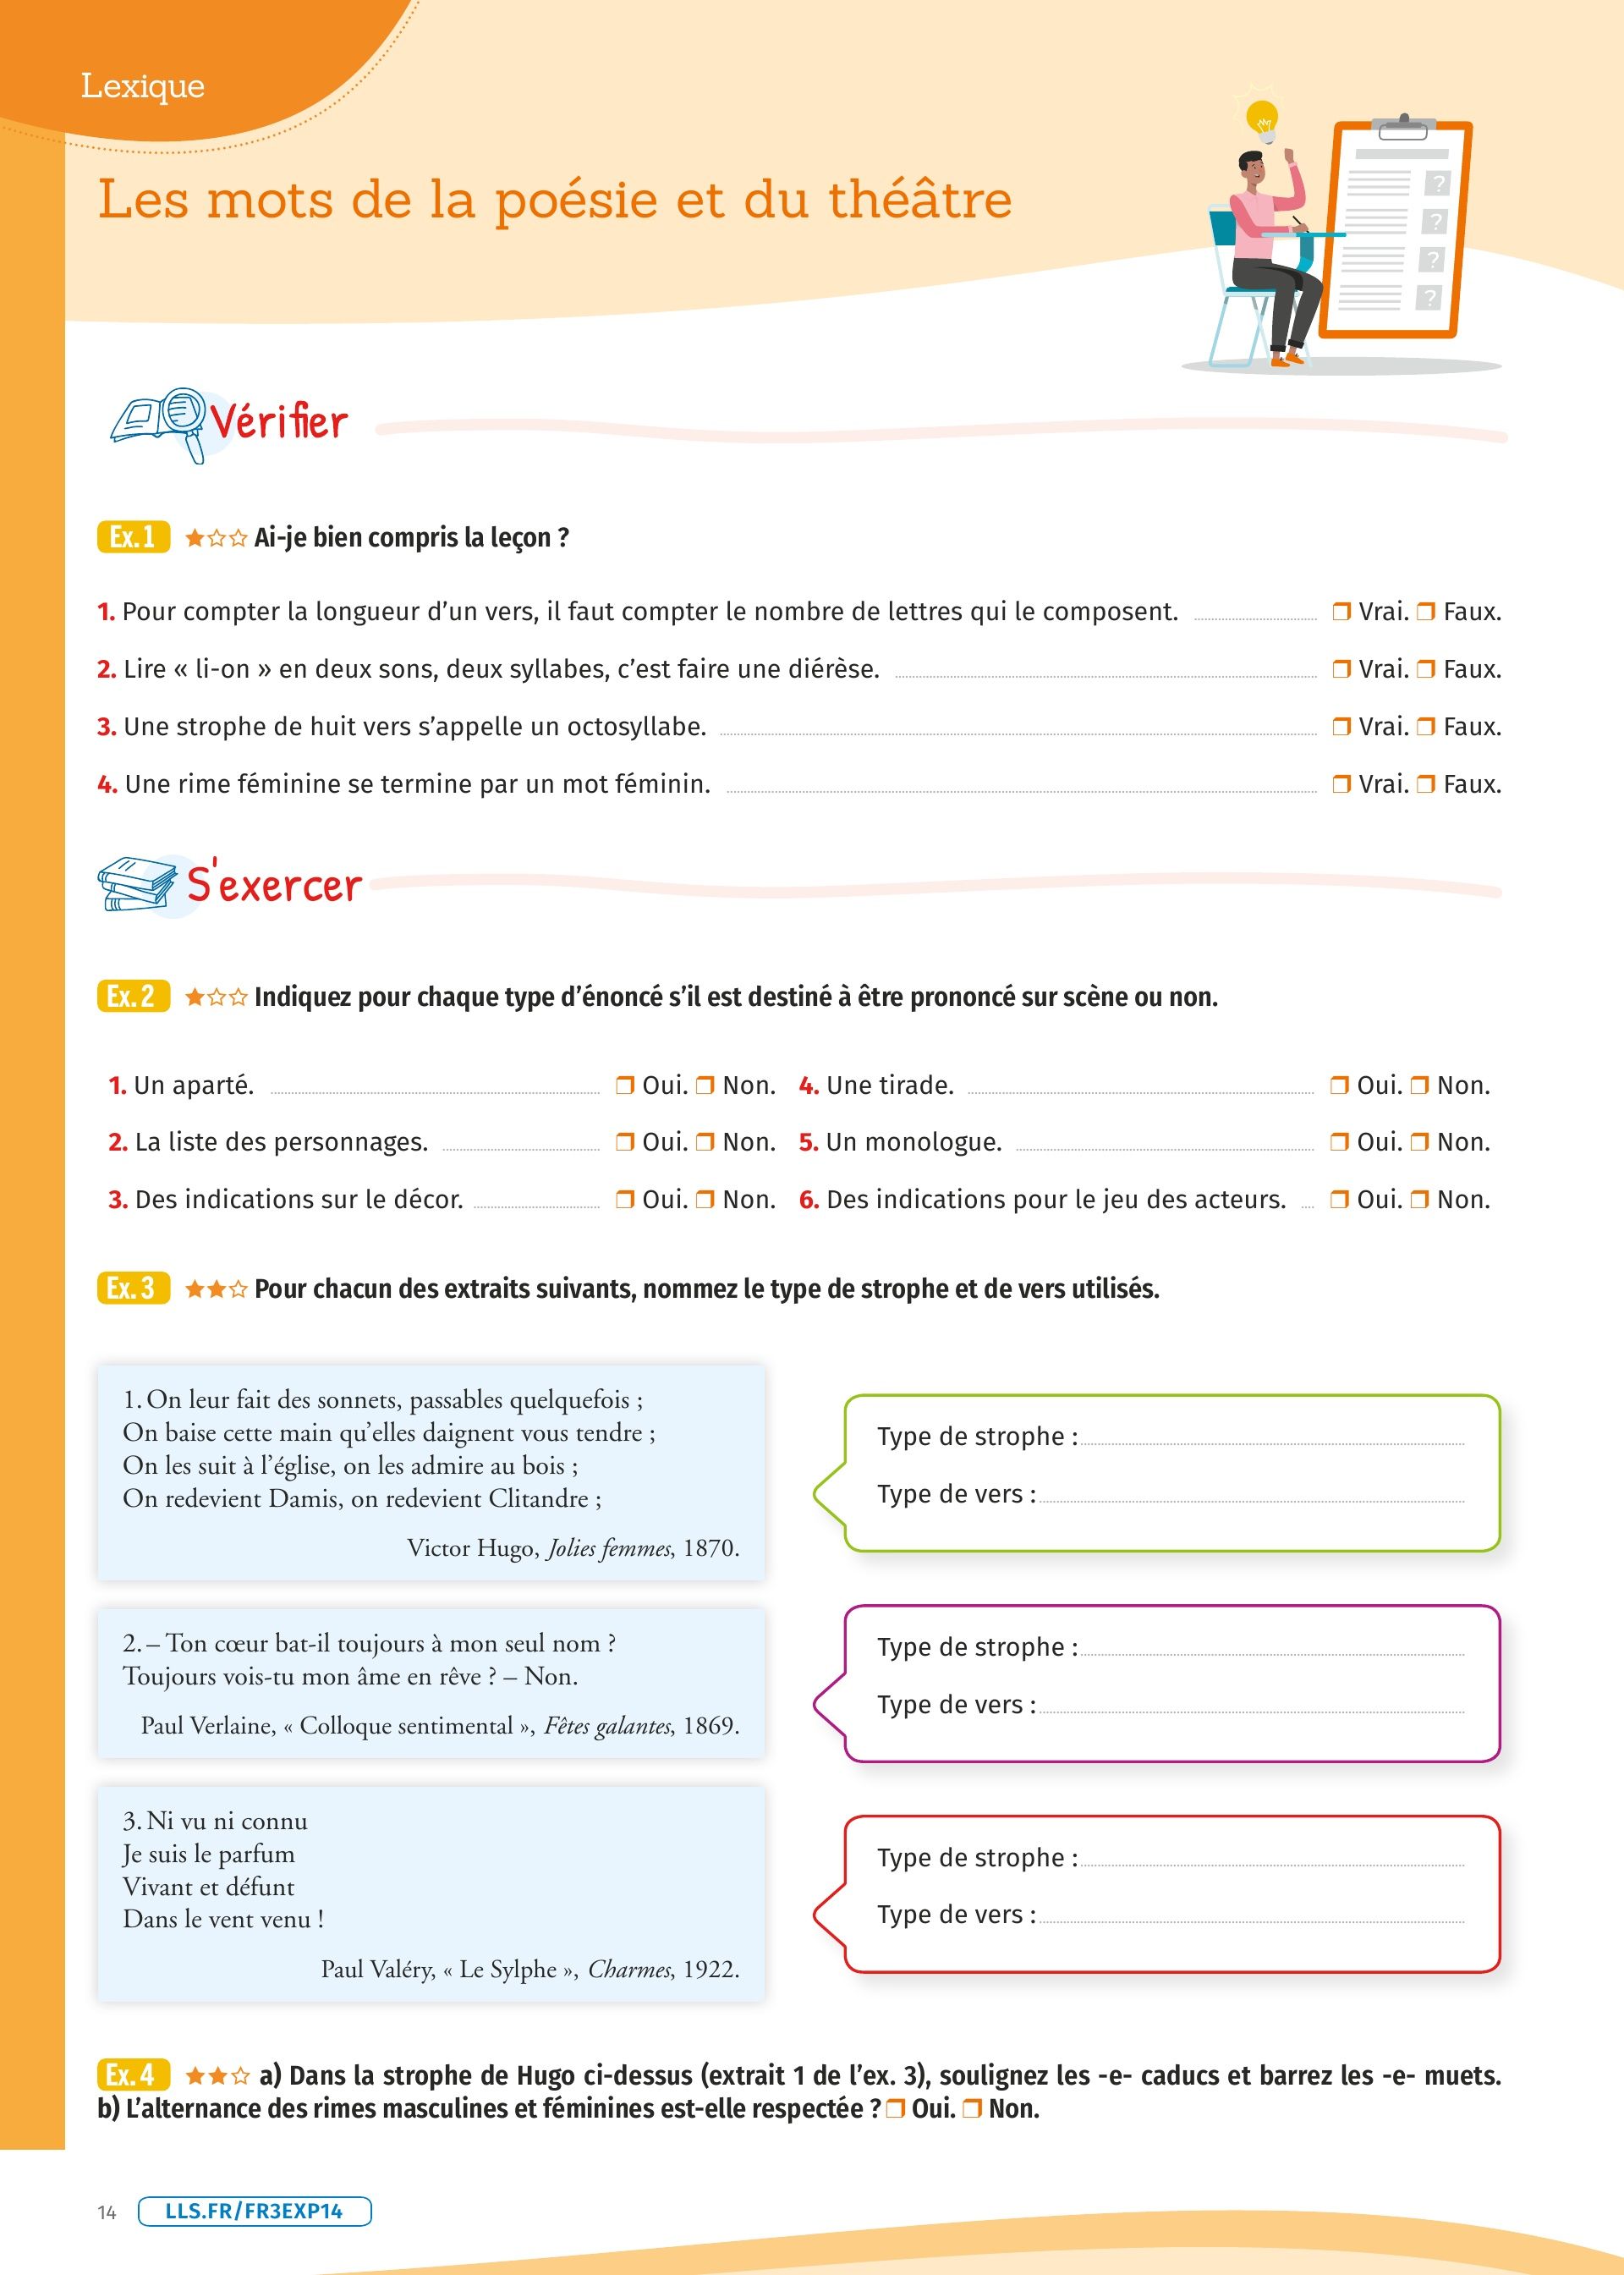 Lexique
Les mots de la poésie et du théâtre
?
?
?
?
Vérifier
Ex. 1 ★☆☆ Ai-je bien compris la leçon ?
1. Pour compter la longueur d’un vers, il faut compter le nombre de lettres qui le composent. ❒ Vrai. ❒ Faux.
2. Lire « li-on » en deux sons, deux syllabes, c’est faire une diérèse. ❒ Vrai. ❒ Faux.
3. Une strophe de huit vers s’appelle un octosyllabe. ❒ Vrai. ❒ Faux.
4. Une rime féminine se termine par un mot féminin. ❒ Vrai. ❒ Faux.
S'exercer
Ex. 2 ★☆☆ Indiquez pour chaque type d’énoncé s’il est destiné à être prononcé sur scène ou non.
1. Un aparté. ❒ Oui. ❒ Non.
2. La liste des personnages. ❒ Oui. ❒ Non.
3. Des indications sur le décor. ❒ Oui. ❒ Non.
4. Une tirade. ❒ Oui. ❒ Non.
5. Un monologue. ❒ Oui. ❒ Non.
6. Des indications pour le jeu des acteurs. ❒ Oui. ❒ Non.
Ex. 3 ★★☆ Pour chacun des extraits suivants, nommez le type de strophe et de vers utilisés.
1. On leur fait des sonnets, passables quelquefois ;
On baise cette main qu’elles daignent vous tendre ;
On les suit à l’église, on les admire au bois ;
On redevient Damis, on redevient Clitandre ;
Victor Hugo, Jolies femmes, 1870.
Type de strophe :
Type de vers :
2. – Ton cœur bat-il toujours à mon seul nom ?
Toujours vois-tu mon âme en rêve ? – Non.
Paul Verlaine, « Colloque sentimental », Fêtes galantes, 1869.
Type de strophe :
Type de vers :
3. Ni vu ni connu
Je suis le parfum
Vivant et défunt
Dans le vent venu !
Paul Valéry, « Le Sylphe », Charmes, 1922.
Type de strophe :
Type de vers :
Ex. 4 ★★☆ a) Dans la strophe de Hugo ci-dessus (extrait 1 de l’ex. 3), soulignez les -e- caducs et barrez les -e- muets.
b) L’alternance des rimes masculines et féminines est-elle respectée ? ❒ Oui. ❒ Non.
14
LLS.FR/FR3EXP14